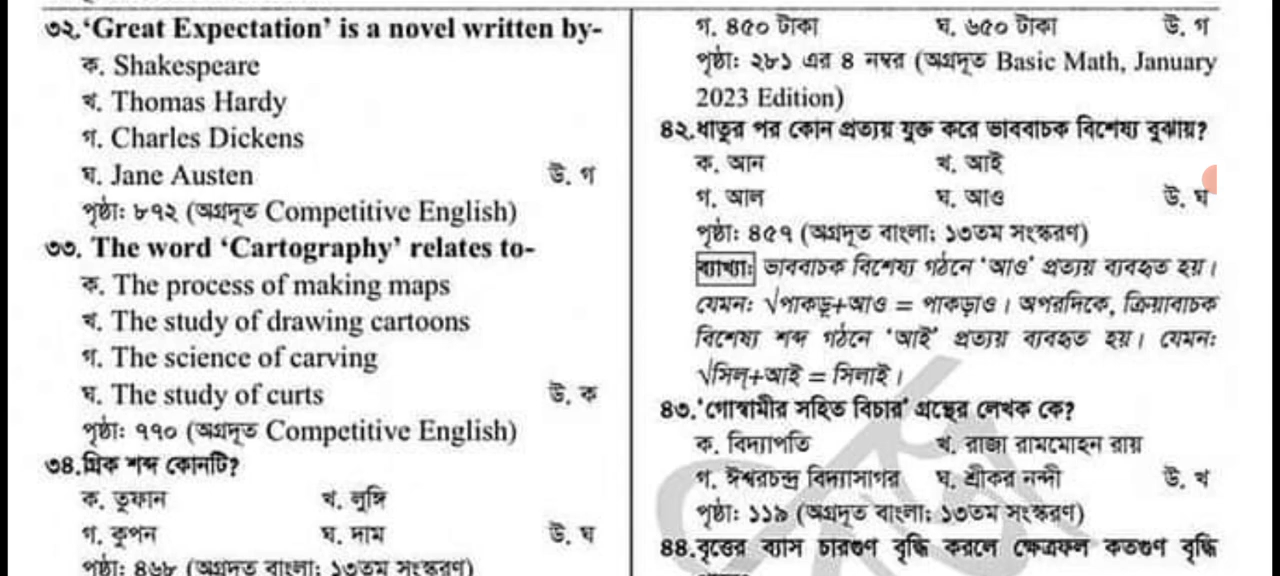 ৩২.‘Great Expectation’ is a novel written by-
ক. Shakespeare
খ. Thomas Hardy
গ. Charles Dickens
ঘ. Jane Austen উ. গ
পৃষ্ঠা: ৮৭২ (অগ্রদূত Competitive English)
৩৩. The word ‘Cartography’ relates to-
ক. The process of making maps
খ. The study of drawing cartoons
গ. The science of carving
ঘ. The study of curts উ. ক
পৃষ্ঠা: ৭৭০ (অগ্রদূত Competitive English)
৩৪.গ্রিক শব্দ কোনটি?
ক. তুফান খ. লুঙ্গি
গ. কুপন ঘ. দাম উ. ঘ
পৃষ্ঠা: ৪৬৮ (অগ্রদূত বাংলা; ১৩তম সংস্করণ)
গ. ৪৫০ টাকা ঘ. ৬৫০ টাকা উ. গ
পৃষ্ঠা: ২৮১ এর ৪ নম্বর (অগ্রদূত Basic Math, January
2023 Edition)
৪২.ধাতুর পর কোন প্রত্যয় যুক্ত করে ভাববাচক বিশেষ্য বুঝায়?
ক. আন খ. আই
গ. আল ঘ. আও উ. ঘ
পৃষ্ঠা: ৪৫৭ (অগ্রদূত বাংলা; ১৩তম সংস্করণ)
ব্যাখ্যা: ভাববাচক বিশেষ্য গঠনে ‘আও’ প্রত্যয় ব্যবহৃত হয়।
যেমন: √পাকড়্+আও = পাকড়াও। অপরদিকে, ক্রিয়াবাচক
বিশেষ্য শব্দ গঠনে ‘আই’ প্রত্যয় ব্যবহৃত হয়। যেমন:
√সিল্+আই = সিলাই।
৪৩.‘গোস্বামীর সহিত বিচার’ গ্রন্থের লেখক কে?
ক. বিদ্যাপতি খ. রাজা রামমোহন রায়
গ. ঈশ্বরচন্দ্র বিদ্যাসাগর ঘ. শ্রীকর নন্দী উ. খ
পৃষ্ঠা: ১১৯ (অগ্রদূত বাংলা; ১৩তম সংস্করণ)
৪৪.বৃত্তের ব্যাস চারগুণ বৃদ্ধি করলে ক্ষেত্রফল কতগুণ বৃদ্ধি